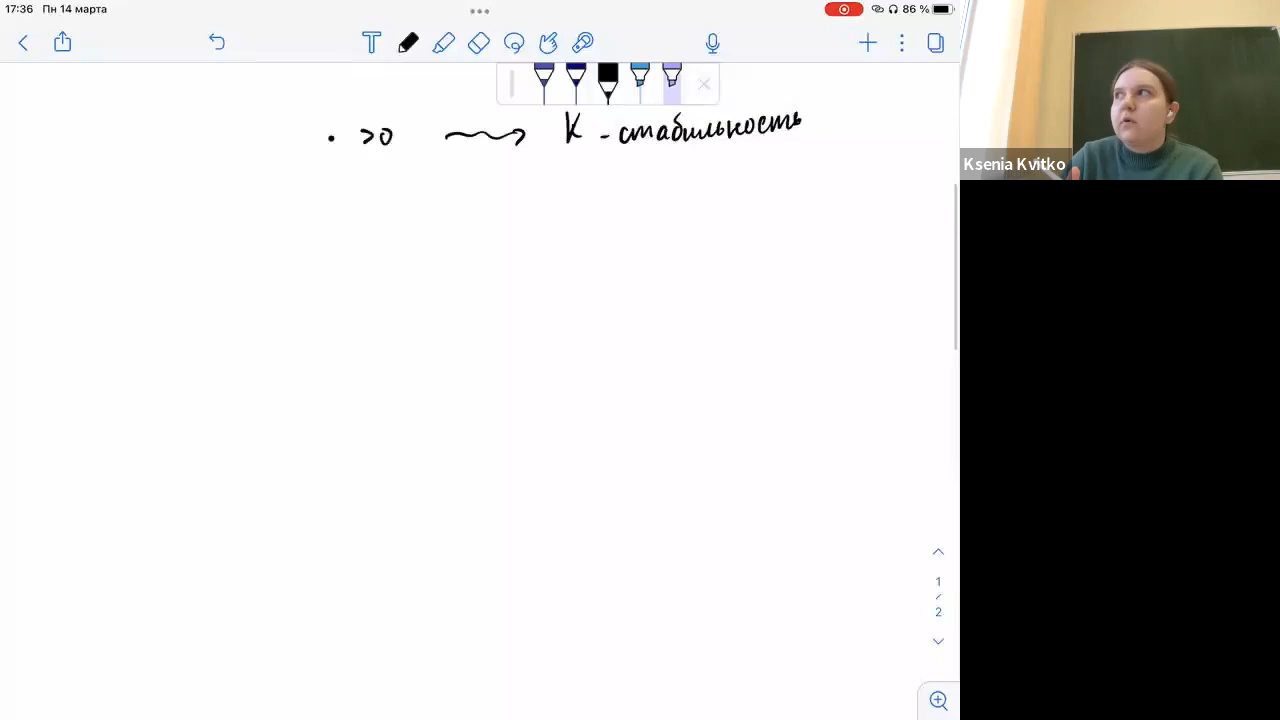 17:36 Пн 14 марта
86 %
• >0 ⇝ K - стабильность
Ksenia Kvitko
1
/
2